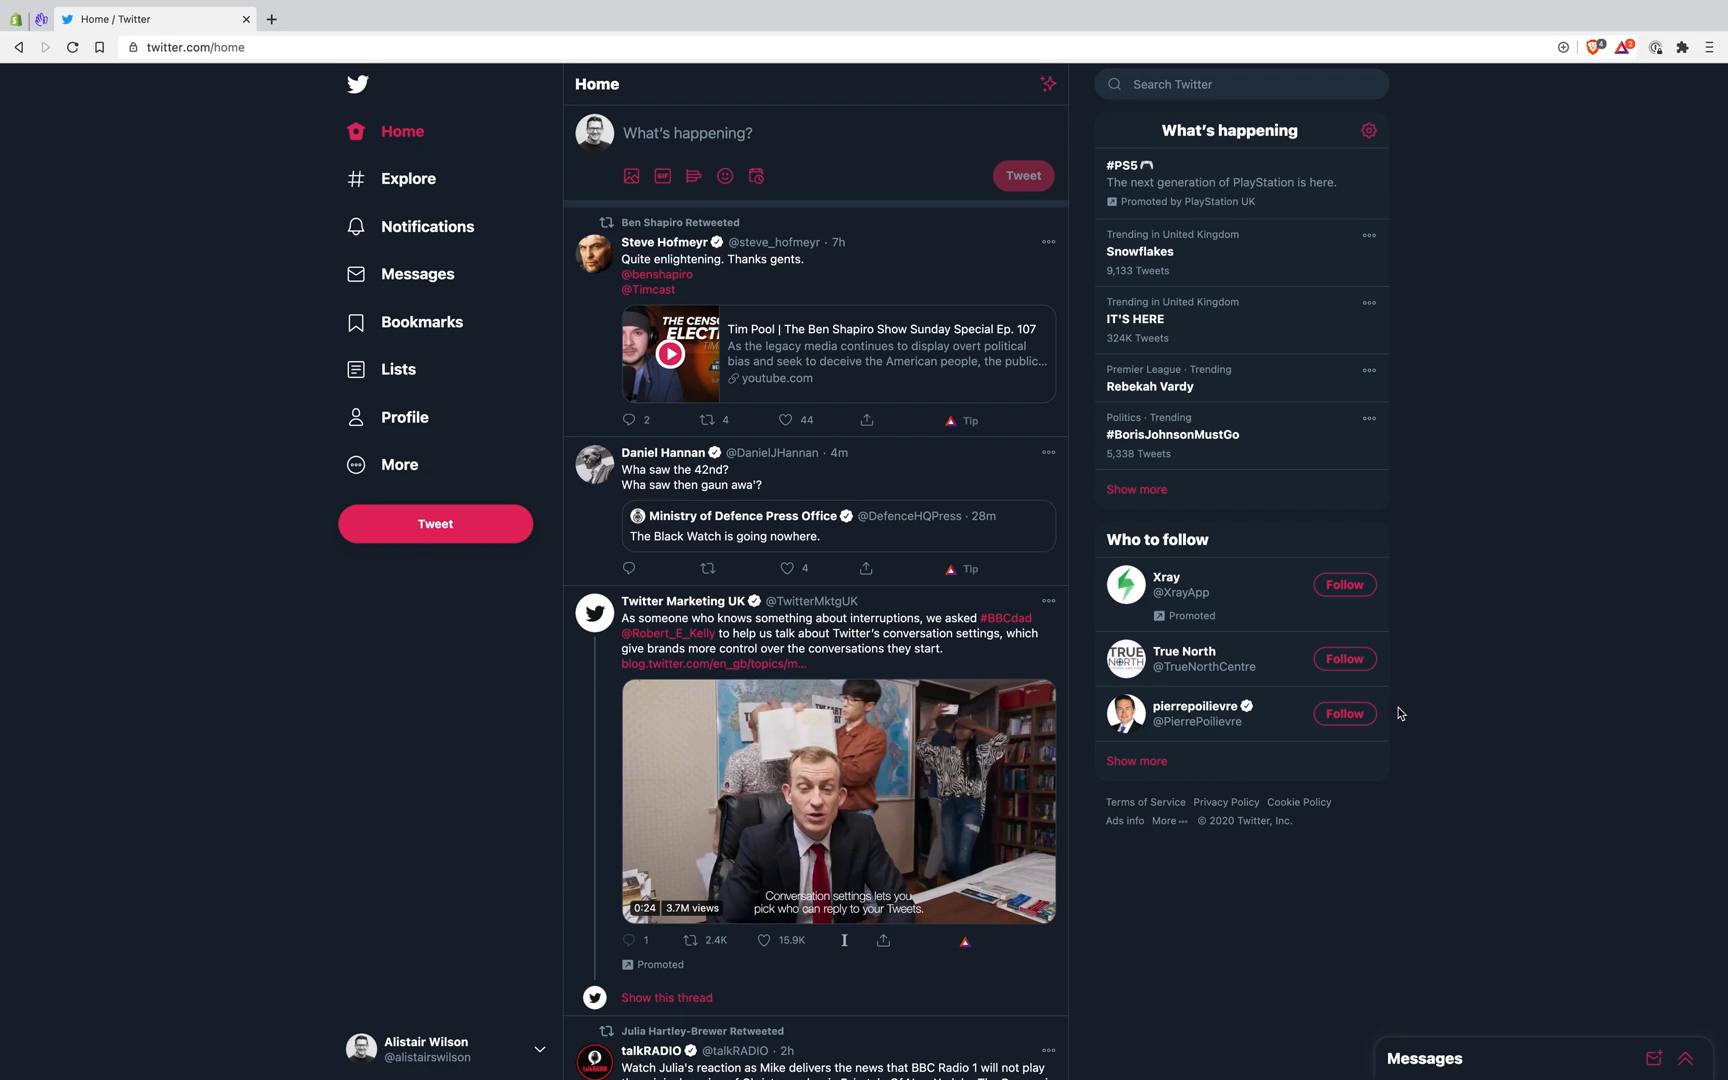 Home / Twitter
twitter.com/home
4
2
Home
Explore
Notifications
Messages
Bookmarks
Lists
Profile
More
Tweet
Alistair Wilson
@alistairswilson
Home
What's happening?
GIF
Tweet
Ben Shapiro Retweeted
Steve Hofmeyr @steve_hofmeyr · 7h
Quite enlightening. Thanks gents.
@benshapiro
@Timcast
THE CENSO
ELECTI
TIM
Tim Pool | The Ben Shapiro Show Sunday Special Ep. 107
As the legacy media continues to display overt political
bias and seek to deceive the American people, the public...
youtube.com
2 4 44 Tip
Daniel Hannan @DanielJHannan · 4m
Wha saw the 42nd?
Wha saw then gaun awa'?
Ministry of Defence Press Office @DefenceHQPress · 28m
The Black Watch is going nowhere.
4 Tip
Twitter Marketing UK @TwitterMktgUK
As someone who knows something about interruptions, we asked #BBCdad
@Robert_E_Kelly to help us talk about Twitter's conversation settings, which
give brands more control over the conversations they start.
blog.twitter.com/en_gb/topics/m...
Conversation settings lets you
pick who can reply to your Tweets.
0:24 3.7M views
1 2.4K 15.9K
Promoted
Show this thread
Julia Hartley-Brewer Retweeted
talkRADIO @talkRADIO · 2h
Watch Julia's reaction as Mike delivers the news that BBC Radio 1 will not play
Search Twitter
What's happening
#PS5
The next generation of PlayStation is here.
Promoted by PlayStation UK
Trending in United Kingdom
Snowflakes
9,133 Tweets
Trending in United Kingdom
IT'S HERE
324K Tweets
Premier League · Trending
Rebekah Vardy
Politics · Trending
#BorisJohnsonMustGo
5,338 Tweets
Show more
Who to follow
Xray
@XrayApp
Follow
Promoted
TRUE
NORTH
True North
@TrueNorthCentre
Follow
pierrepoilievre
@PierrePoilievre
Follow
Show more
Terms of Service Privacy Policy Cookie Policy
Ads info More © 2020 Twitter, Inc.
Messages